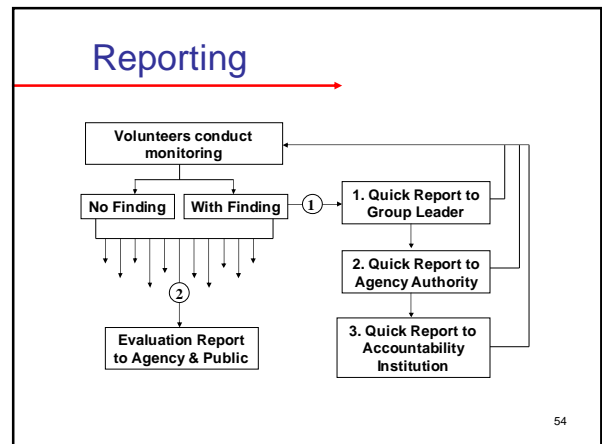 Reporting
Volunteers conduct
monitoring
No Finding
With Finding
1
1. Quick Report to
Group Leader
2. Quick Report to
Agency Authority
2
Evaluation Report
to Agency & Public
3. Quick Report to
Accountability
Institution
54